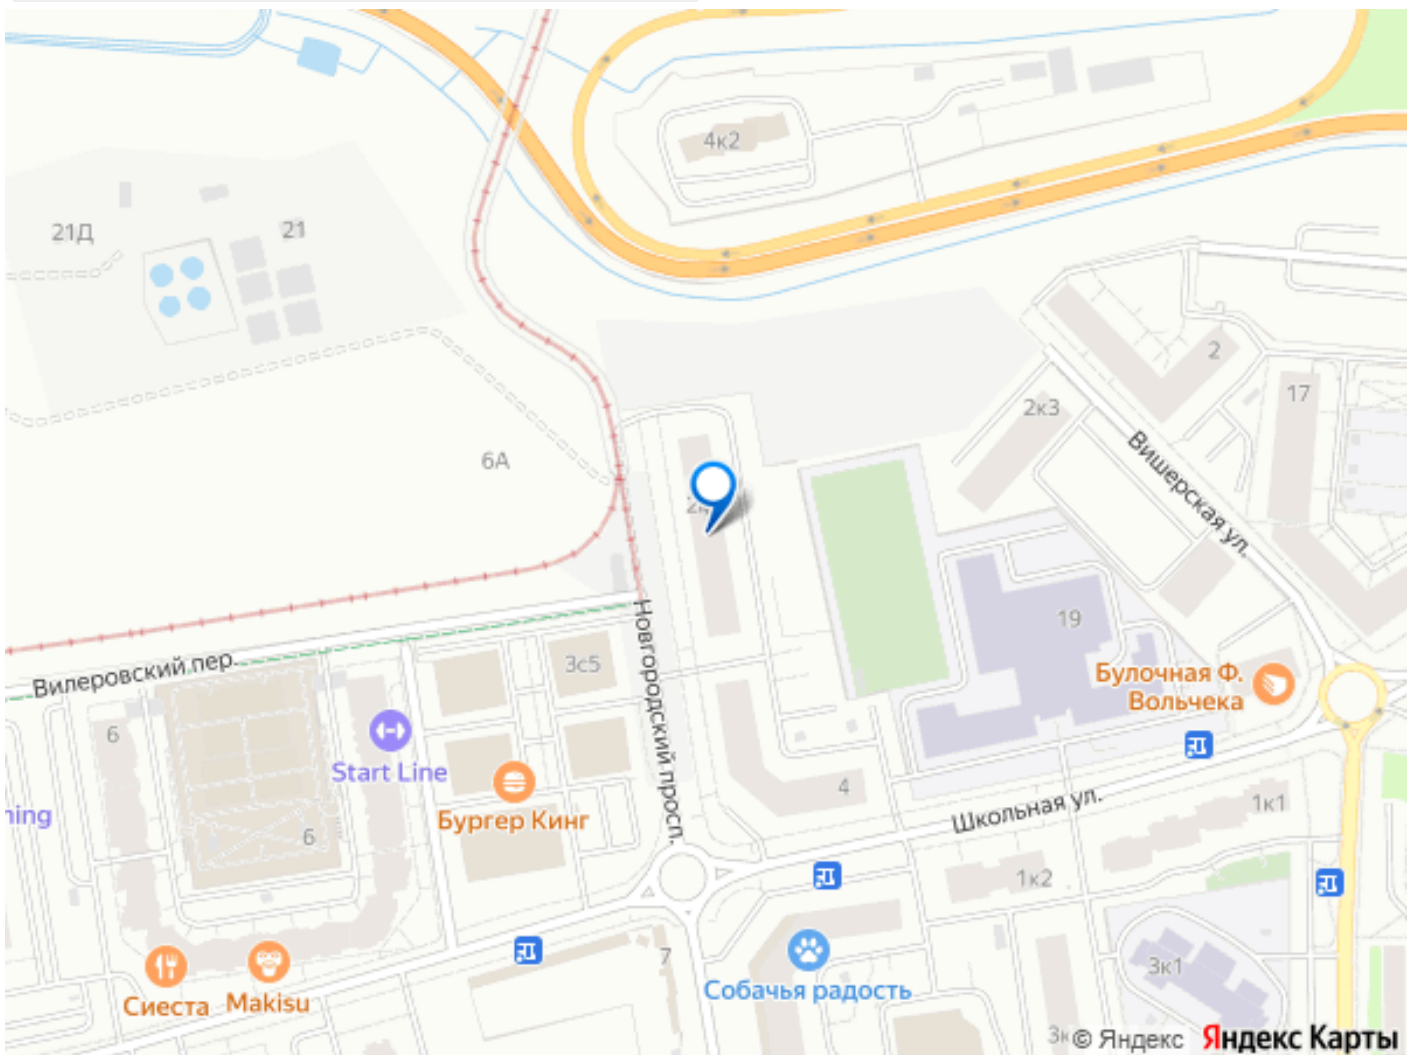 4к2
21Д
21
2
17
2к3
6А
Вишерская ул.
19
3с5
Новгородский просп.
Вилеровский пер.
Булочная Ф.
Вольчека
6
Start Line
4
ning
Бургер Кинг
Школьная ул.
1к1
6
1к2
7
3к1
Сиеста
Makisu
Собачья радость
© Яндекс
Яндекс Карты